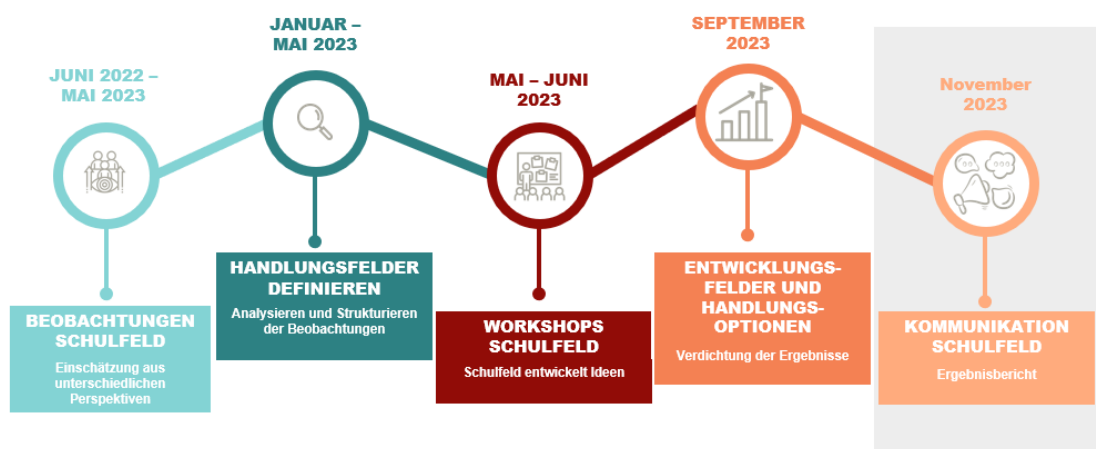 JUNI 2022 –
MAI 2023
BEOBACHTUNGEN
SCHULFELD
Einschätzung aus
unterschiedlichen
Perspektiven
JANUAR –
MAI 2023
HANDLUNGSFELDER
DEFINIEREN
Analysieren und Strukturieren
der Beobachtungen
MAI – JUNI
2023
WORKSHOPS
SCHULFELD
Schulfeld entwickelt Ideen
SEPTEMBER
2023
ENTWICKLUNGS-
FELDER UND
HANDLUNGS-
OPTIONEN
Verdichtung der Ergebnisse
November
2023
KOMMUNIKATION
SCHULFELD
Ergebnisbericht